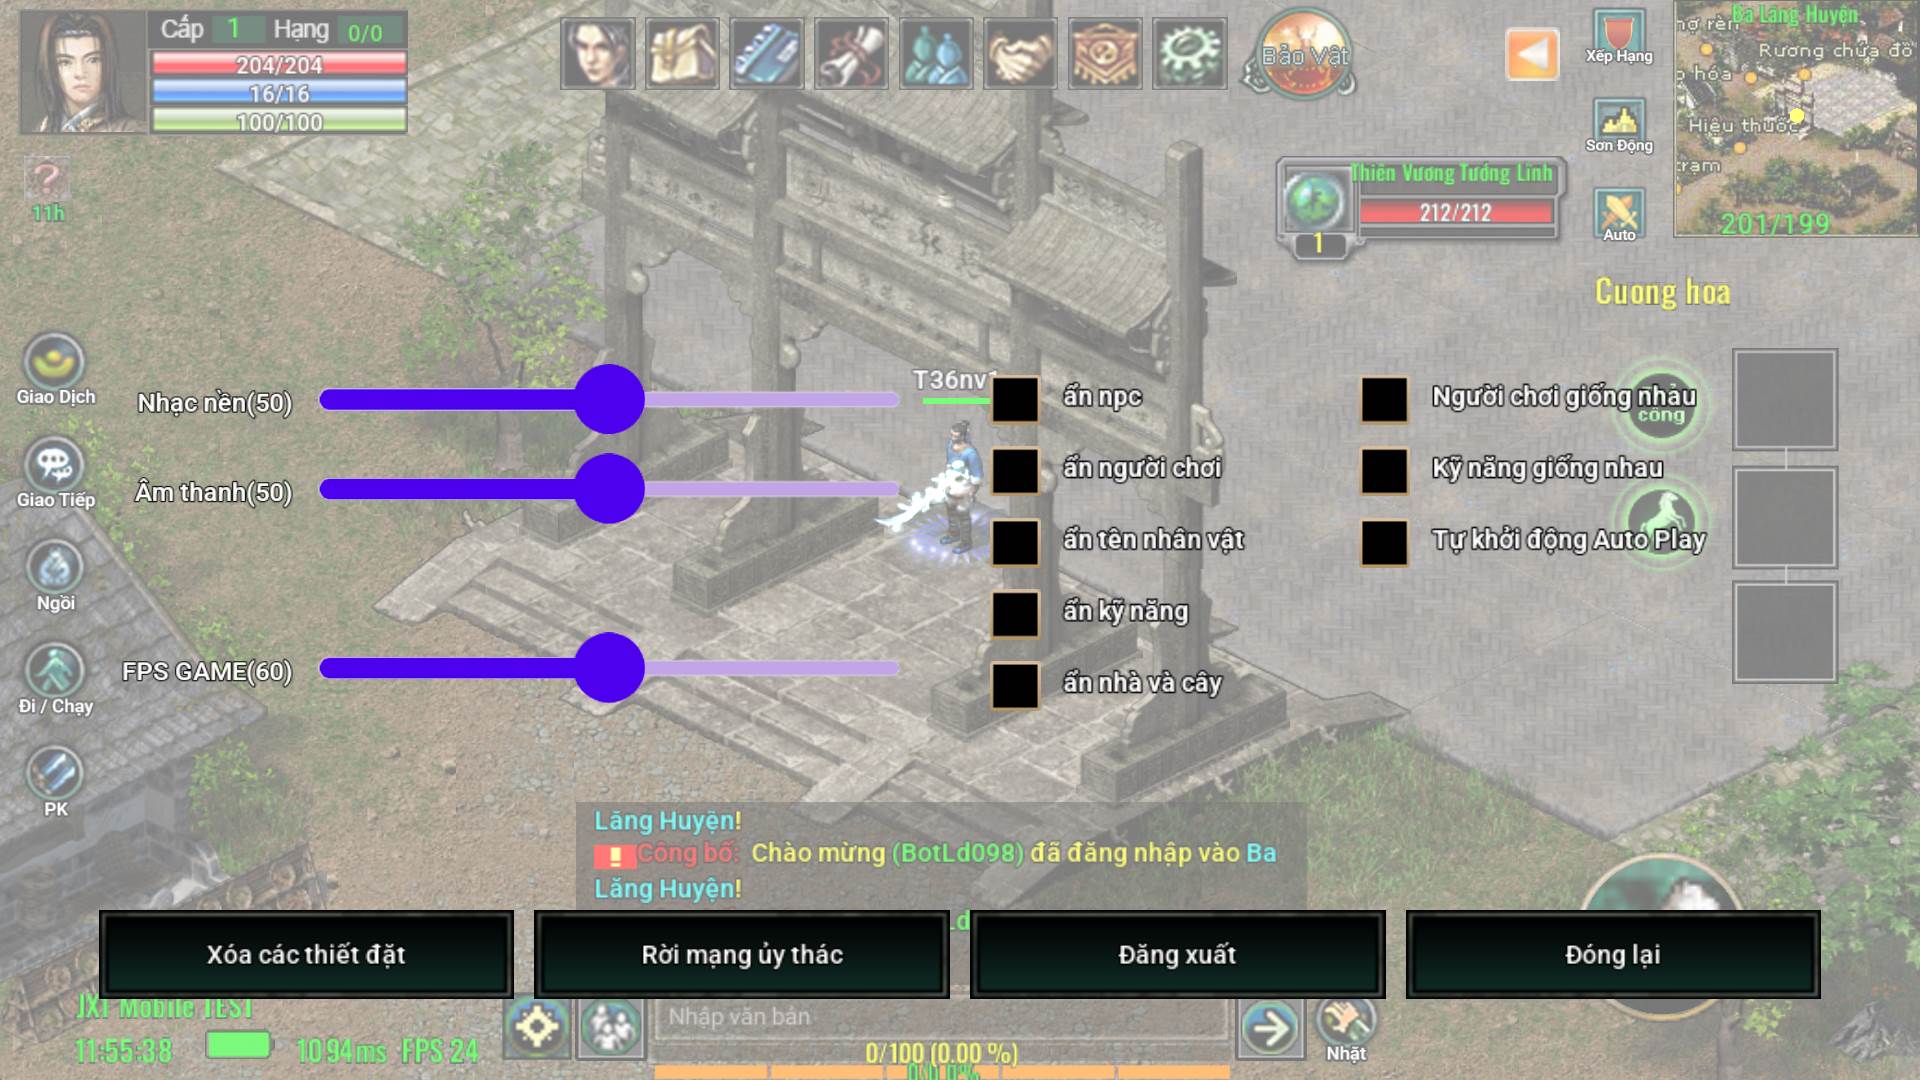 Cấp 1 Hạng 0/0
204/204
16/16
100/100
11h
Bảo Vật
Xếp Hạng
Sơn Động
Auto
Ba Lăng Huyện
Rương chứa đồ
Hiệu thuốc
201/199
Thiên Vương Tướng Lĩnh
212/212
1
Cuong hoa
Giao Dịch
Giao Tiếp
Ngồi
Đi / Chạy
PK
Nhạc nền(50)
Âm thanh(50)
FPS GAME(60)
T36nv1
ẩn npc
ẩn người chơi
ẩn tên nhân vật
ẩn kỹ năng
ẩn nhà và cây
Người chơi giống nhau
công
Kỹ năng giống nhau
Tự khởi động Auto Play
Lăng Huyện!
Công bố: Chào mừng (BotLd098) đã đăng nhập vào Ba
Lăng Huyện!
Xóa các thiết đặt
Rời mạng ủy thác
Đăng xuất
Đóng lại
JX1 Mobile TEST
11:55:38 1094ms FPS 24
Nhập văn bản
0/100 (0.00 %)
Nhặt